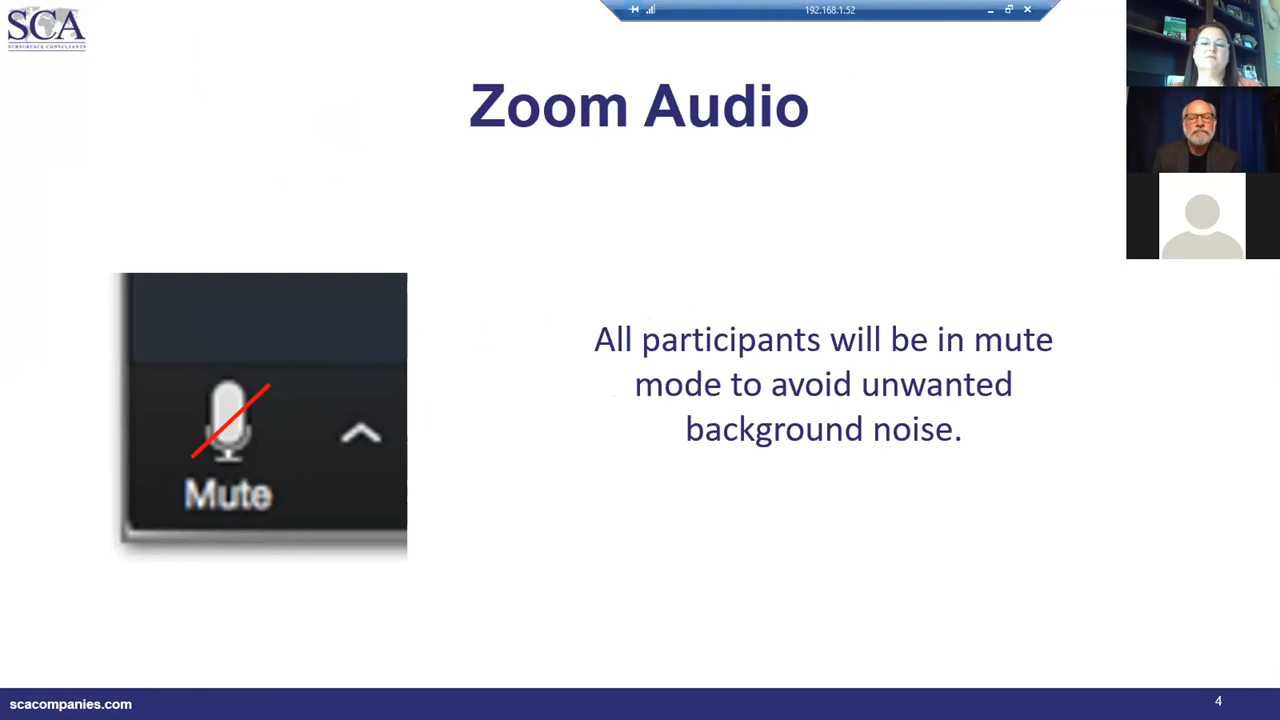 SCA
SUBSURFACE CONSULTANTS
192.168.1.52
Zoom Audio
All participants will be in mute
mode to avoid unwanted
background noise.
Mute
scacompanies.com
4